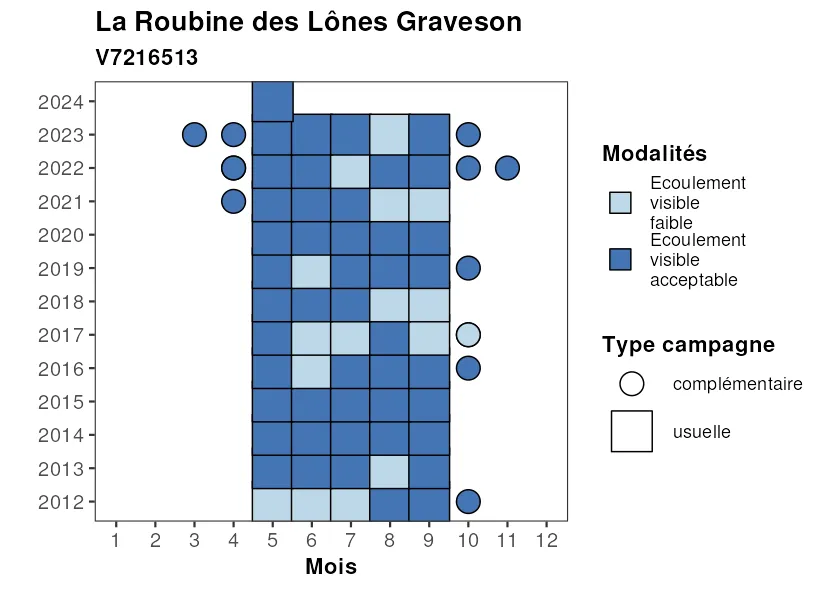 La Roubine des Lônes Graveson
V7216513
2024
2023
2022
2021
2020
2019
2018
2017
2016
2015
2014
2013
2012
1 2 3 4 5 6 7 8 9 10 11 12
Mois
Modalités
Ecoulement
visible
faible
Ecoulement
visible
acceptable
Type campagne
complémentaire
usuelle